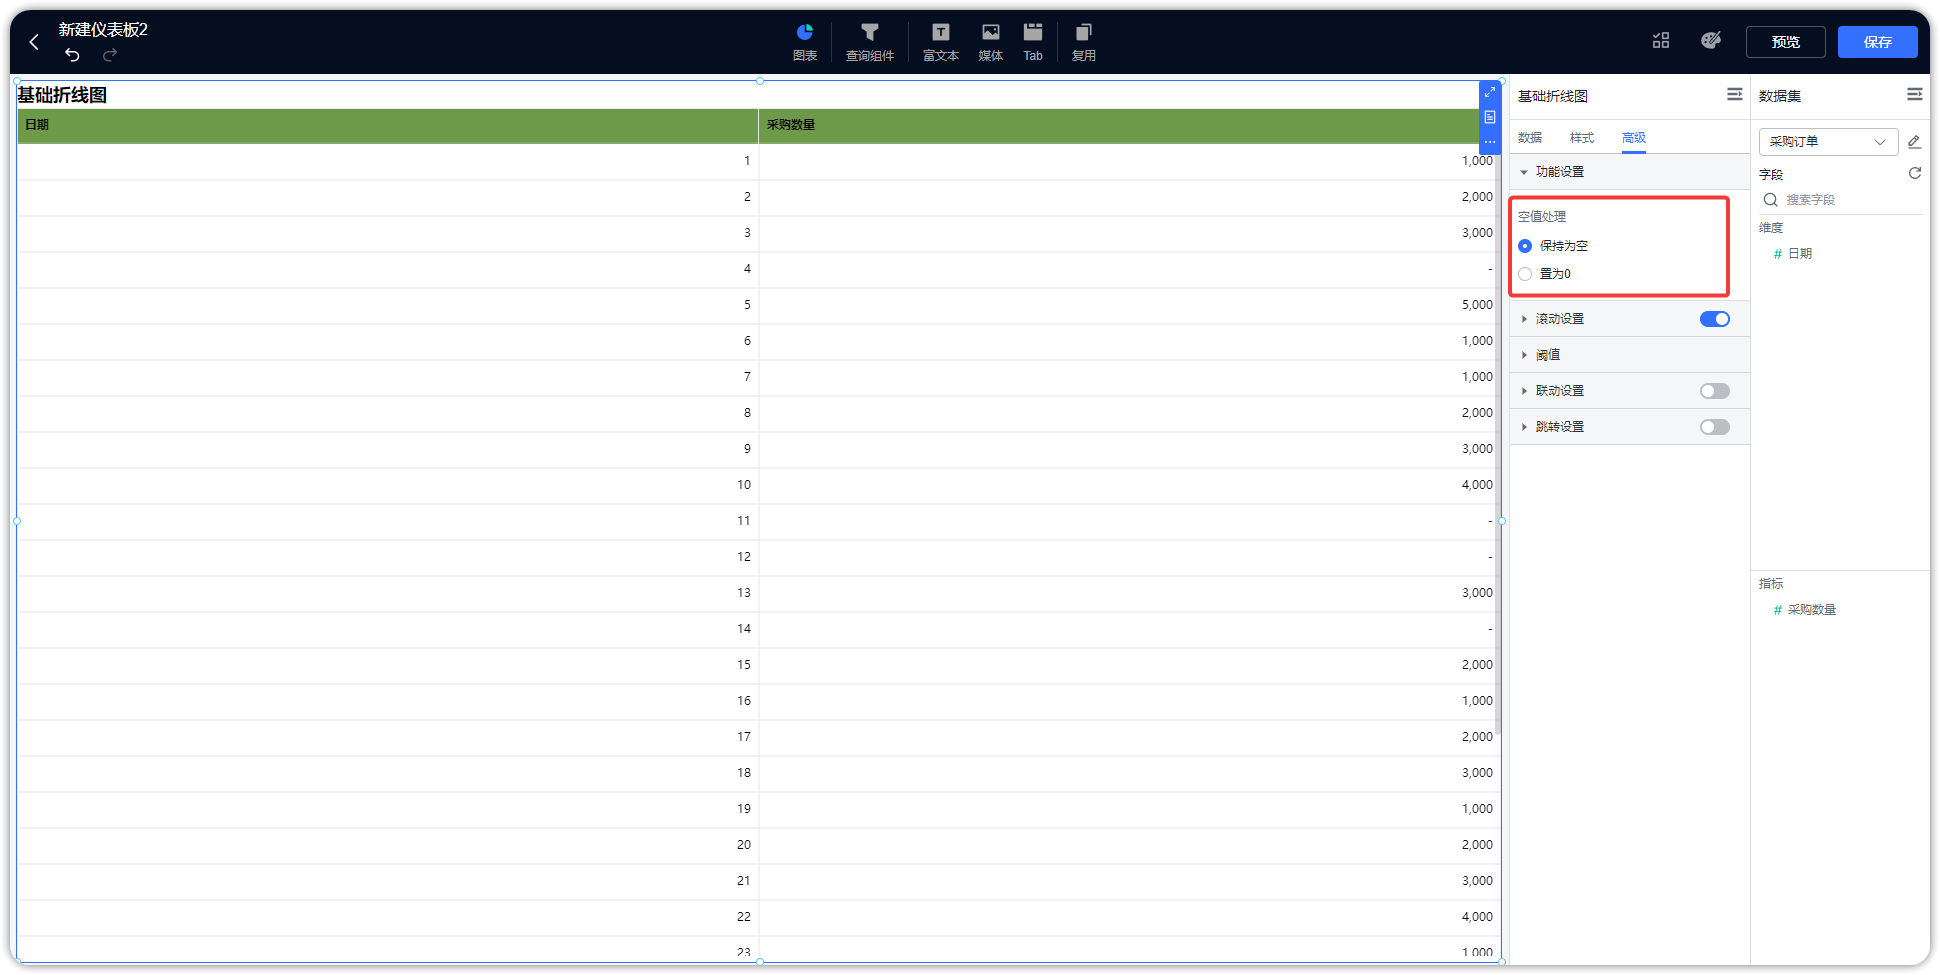 新建仪表板2
图表
查询组件
富文本
媒体
Tab
复用
预览
保存
基础折线图
日期 采购数量
1 1,000
2 2,000
3 3,000
4 -
5 5,000
6 1,000
7 1,000
8 2,000
9 3,000
10 4,000
11 -
12 -
13 3,000
14 -
15 2,000
16 1,000
17 2,000
18 3,000
19 1,000
20 2,000
21 3,000
22 4,000
23 1,000
基础折线图
数据 样式 高级
功能设置
空值处理
保持为空
置为0
滚动设置
阈值
联动设置
跳转设置
数据集
采购订单
字段
搜索字段
维度
# 日期
指标
# 采购数量